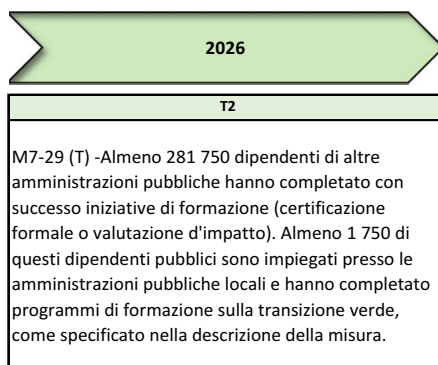 2026
T2
M7-29 (T) -Almeno 281 750 dipendenti di altre
amministrazioni pubbliche hanno completato con
successo iniziative di formazione (certificazione
formale o valutazione d'impatto). Almeno 1 750 di
questi dipendenti pubblici sono impiegati presso le
amministrazioni pubbliche locali e hanno completato
programmi di formazione sulla transizione verde,
come specificato nella descrizione della misura.